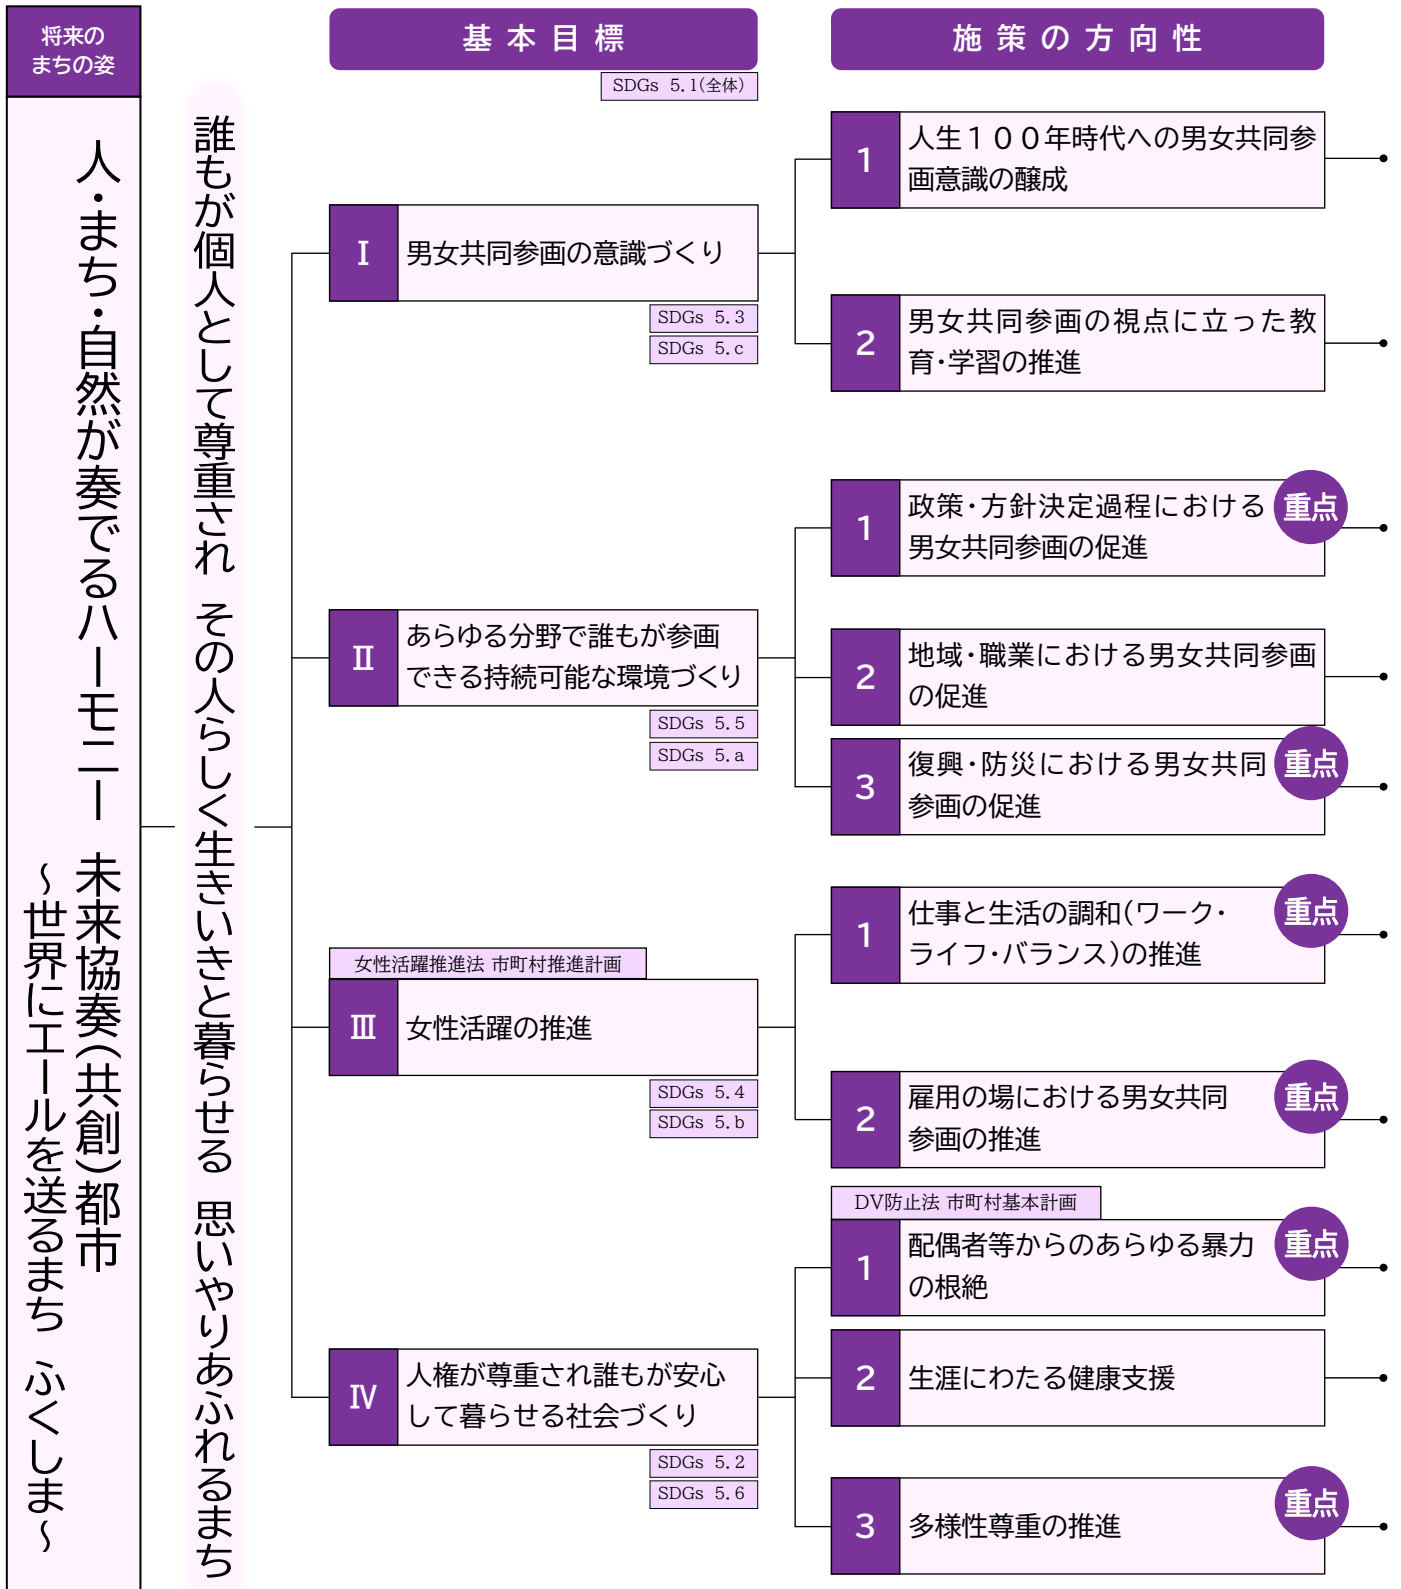 将来の
まちの姿
人・まち・自然が奏でるハーモニー 未来協奏(共創)都市
～世界にエールを送るまち ふくしま～
誰もが個人として尊重され その人らしく生きいきと暮らせる 思いやりあふれるまち
基本目標
SDGs 5.1(全体)
Ⅰ
男女共同参画の意識づくり
SDGs 5.3
SDGs 5.c
Ⅱ
あらゆる分野で誰もが参画
できる持続可能な環境づくり
SDGs 5.5
SDGs 5.a
女性活躍推進法 市町村推進計画
Ⅲ
女性活躍の推進
SDGs 5.4
SDGs 5.b
Ⅳ
人権が尊重され誰もが安心
して暮らせる社会づくり
SDGs 5.2
SDGs 5.6
施策の方向性
1
人生１００年時代への男女共同参
画意識の醸成
2
男女共同参画の視点に立った教
育・学習の推進
1
政策・方針決定過程における
男女共同参画の促進
重点
2
地域・職業における男女共同参画
の促進
3
復興・防災における男女共同
参画の促進
重点
1
仕事と生活の調和(ワーク・
ライフ・バランス)の推進
重点
2
雇用の場における男女共同
参画の推進
重点
DV防止法 市町村基本計画
1
配偶者等からのあらゆる暴力
の根絶
重点
2
生涯にわたる健康支援
3
多様性尊重の推進
重点